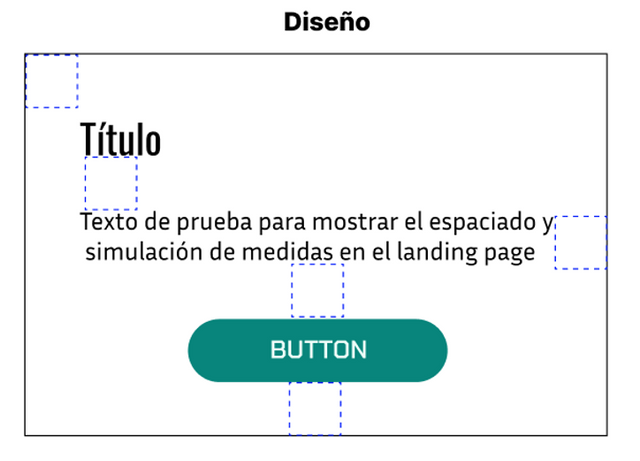 Diseño
Título
Texto de prueba para mostrar el espaciado y
simulación de medidas en el landing page
BUTTON